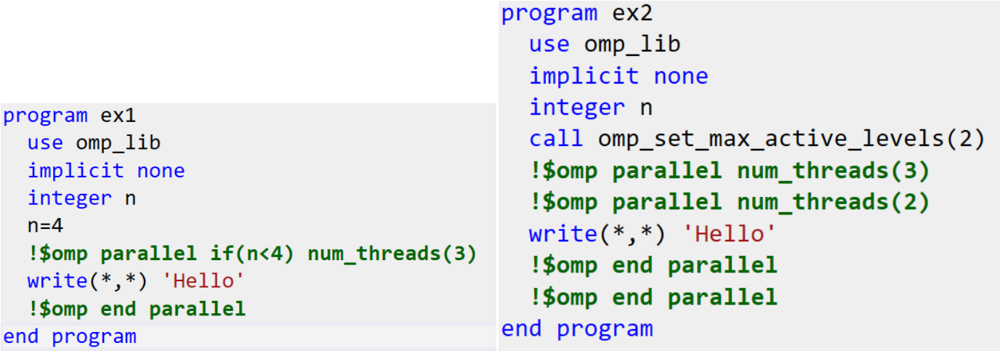 program ex1
  use omp_lib
  implicit none
  integer n
  n=4
  !$omp parallel if(n<4) num_threads(3)
  write(*,*) 'Hello'
  !$omp end parallel
end program
program ex2
  use omp_lib
  implicit none
  integer n
  call omp_set_max_active_levels(2)
  !$omp parallel num_threads(3)
  !$omp parallel num_threads(2)
  write(*,*) 'Hello'
  !$omp end parallel
  !$omp end parallel
end program